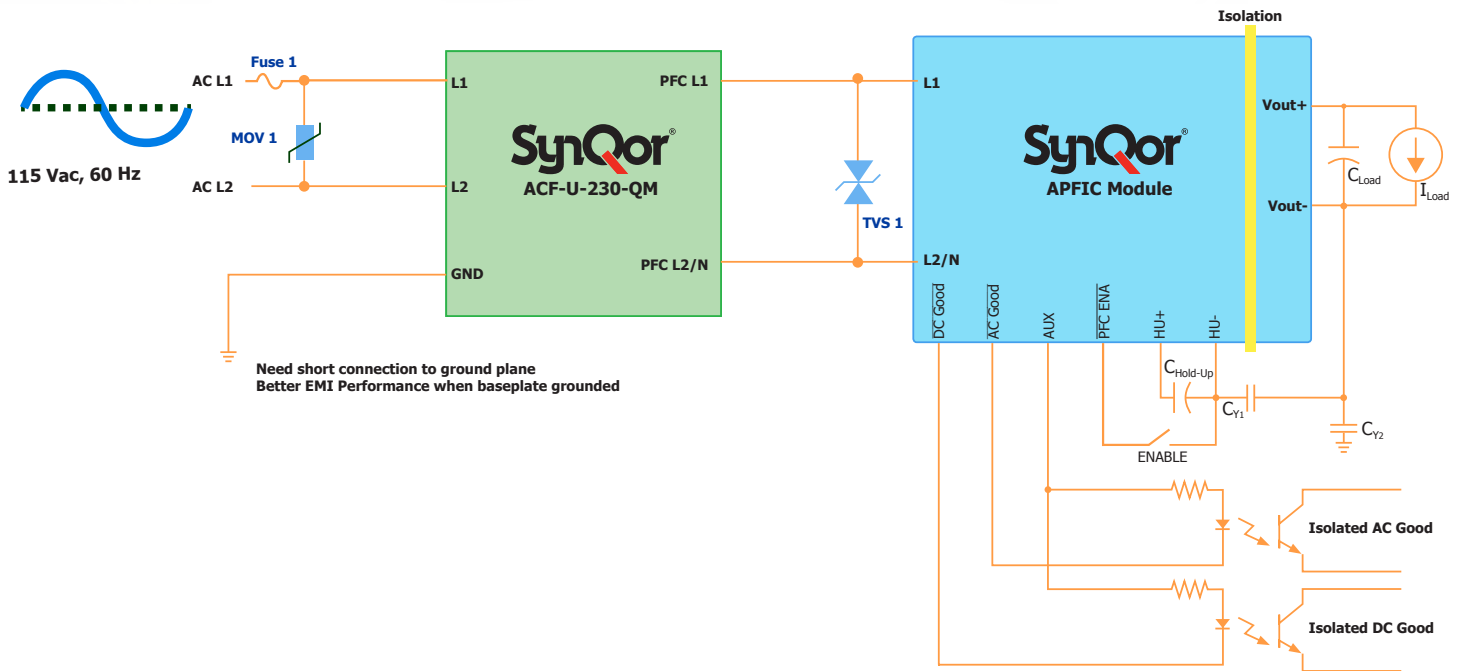 Isolation
Fuse 1
AC L1
L1
PFC L1
L1
Vout+
MOV 1
SynQor®
ACF-U-230-QM
SynQor®
APFIC Module
115 Vac, 60 Hz
AC L2
L2
CLoad
ILoad
Vout-
TVS 1
GND
PFC L2/N
L2/N
DC Good
AC Good
AUX
PFC ENA
HU+
HU-
Need short connection to ground plane
Better EMI Performance when baseplate grounded
CHold-Up
CY1
CY2
ENABLE
Isolated AC Good
Isolated DC Good